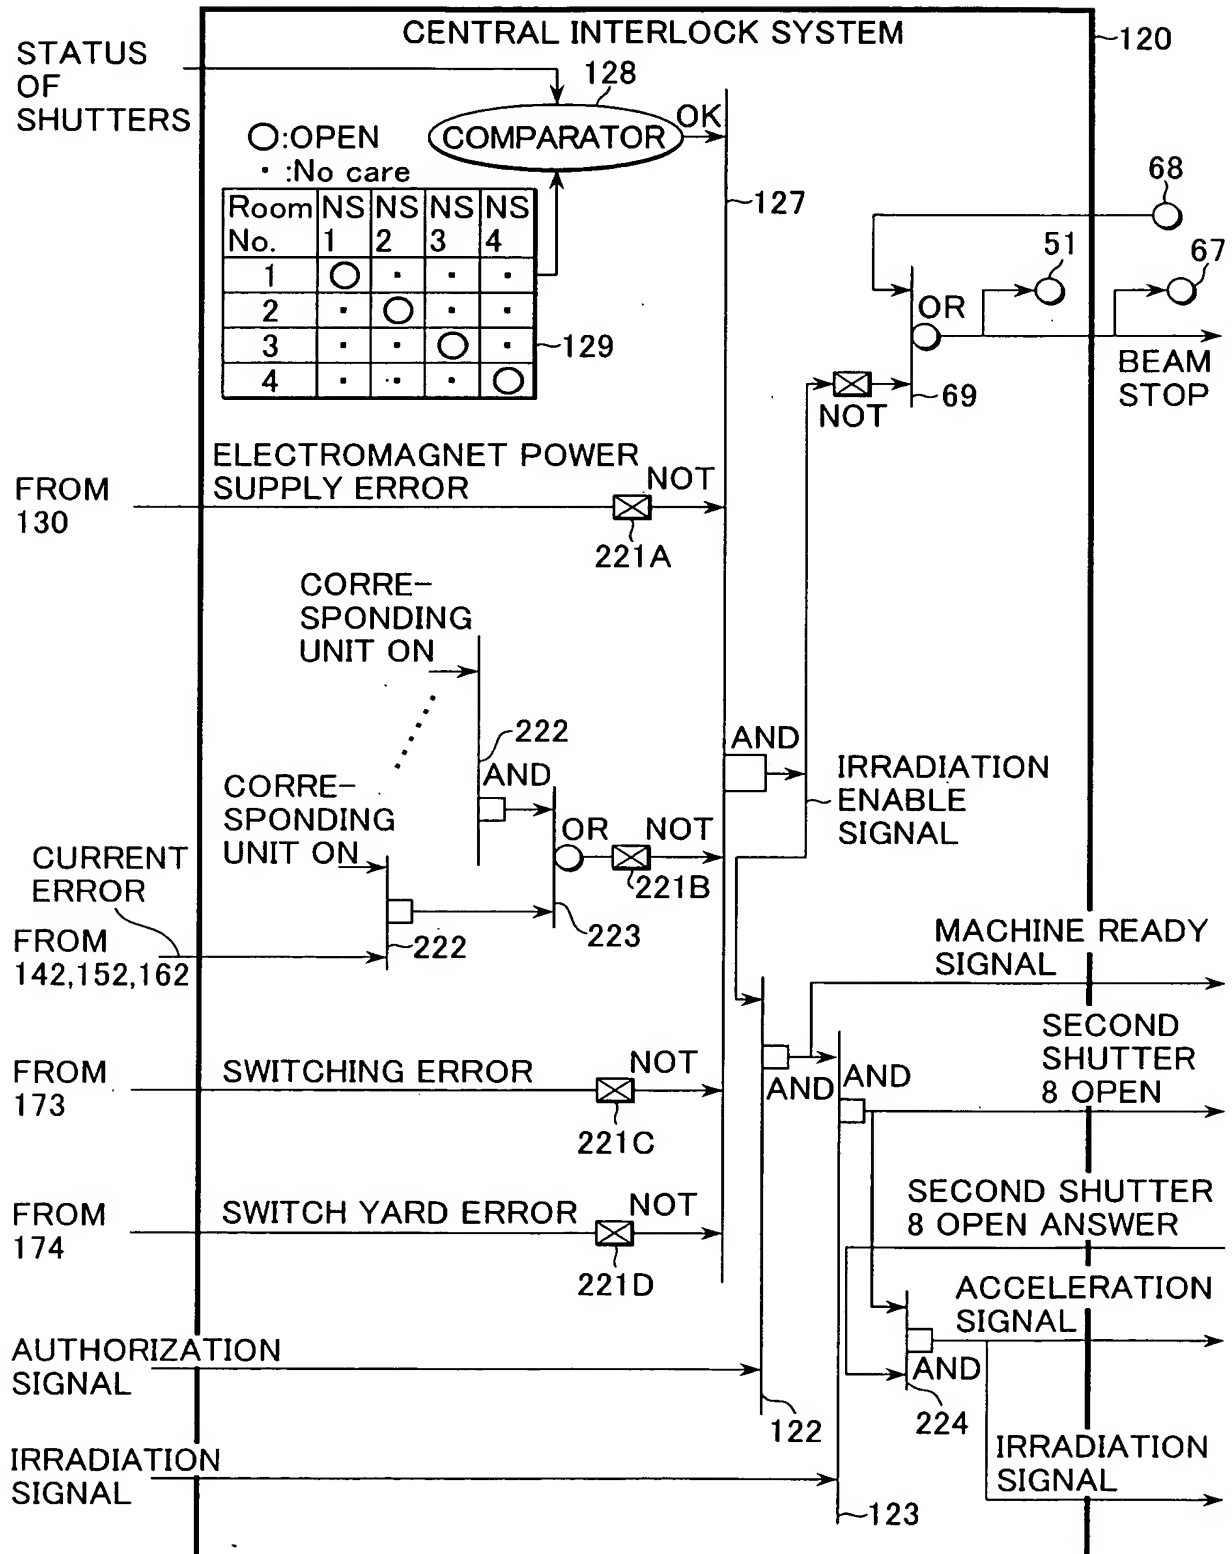 CENTRAL INTERLOCK SYSTEM
120
STATUS
OF
SHUTTERS
128
COMPARATOR
OK
○:OPEN
・:No care
Room No. NS 1 NS 2 NS 3 NS 4
1 ○ ・ ・ ・
2 ・ ○ ・ ・
3 ・ ・ ○ ・
4 ・ ・ ・ ○
129
127
68
51
67
OR
BEAM
STOP
NOT
69
FROM
130
ELECTROMAGNET POWER
SUPPLY ERROR
NOT
221A
CORRE-
SPONDING
UNIT ON
222
AND
CORRE-
SPONDING
UNIT ON
OR
NOT
221B
223
222
CURRENT
ERROR
FROM
142,152,162
AND
IRRADIATION
ENABLE
SIGNAL
MACHINE READY
SIGNAL
FROM
173
SWITCHING ERROR
NOT
221C
AND
AND
SECOND
SHUTTER
8 OPEN
FROM
174
SWITCH YARD ERROR
NOT
221D
SECOND SHUTTER
8 OPEN ANSWER
ACCELERATION
SIGNAL
AND
224
AUTHORIZATION
SIGNAL
122
IRRADIATION
SIGNAL
IRRADIATION
SIGNAL
123